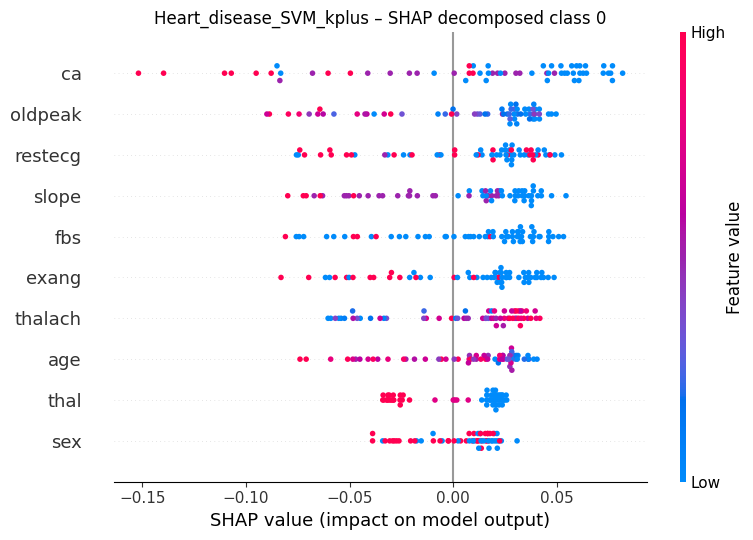 Heart_disease_SVM_kplus – SHAP decomposed class 0
High
ca
oldpeak
restecg
slope
fbs
exang
thalach
age
thal
sex
Feature value
Low
−0.15 −0.10 −0.05 0.00 0.05
SHAP value (impact on model output)